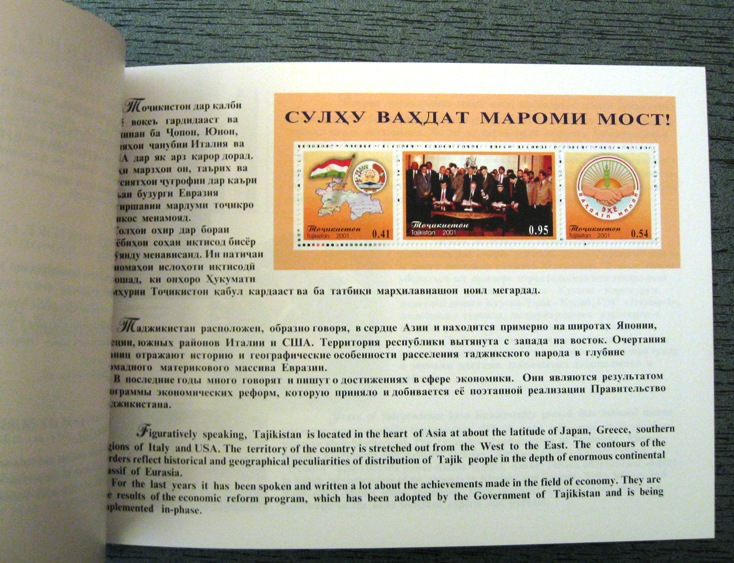 Тоҷикистон дар қалби
воқеъ гардидааст ва
ба Ҷопон, Юнон,
ҷанубии Италия ва
дар як арз қарор дорад.
марзҳои он, таърих ва
ҷуғрофии дар қаъри
бузурги Евразия
мардуми тоҷикро
менамояд.
охир дар бораи
соҳаи иқтисод бисёр
менависанд. Ин натиҷаи
ислоҳоти иқтисодӣ
ки онҳоро Ҳукумати
Тоҷикистон қабул кардааст ва ба татбиқи марҳилавиашон ноил мегардад.
СУЛҲУ ВАҲДАТ МАРОМИ МОСТ!
Тоҷикистон
Tajikistan 2001 0.41
Тоҷикистон
Tajikistan 2001 0.95
ВАҲДАТИ МИЛЛӢ
ЭҲЁ
Тоҷикистон
Tajikistan 2001 0.54
Таджикистан расположен, образно говоря, в сердце Азии и находится примерно на широтах Японии,
южных районов Италии и США. Территория республики вытянута с запада на восток. Очертания
отражают историю и географические особенности расселения таджикского народа в глубине
материкового массива Евразии.
В последние годы много говорят и пишут о достижениях в сфере экономики. Они являются результатом
экономических реформ, которую приняло и добивается её поэтапной реализации Правительство
Figuratively speaking, Tajikistan is located in the heart of Asia at about the latitude of Japan, Greece, southern
of Italy and USA. The territory of the country is stretched out from the West to the East. The contours of the
reflect historical and geographical peculiarities of distribution of Tajik people in the depth of enormous continental
of Eurasia.
For the last years it has been spoken and written a lot about the achievements made in the field of economy. They are
results of the economic reform program, which has been adopted by the Government of Tajikistan and is being
in-phase.